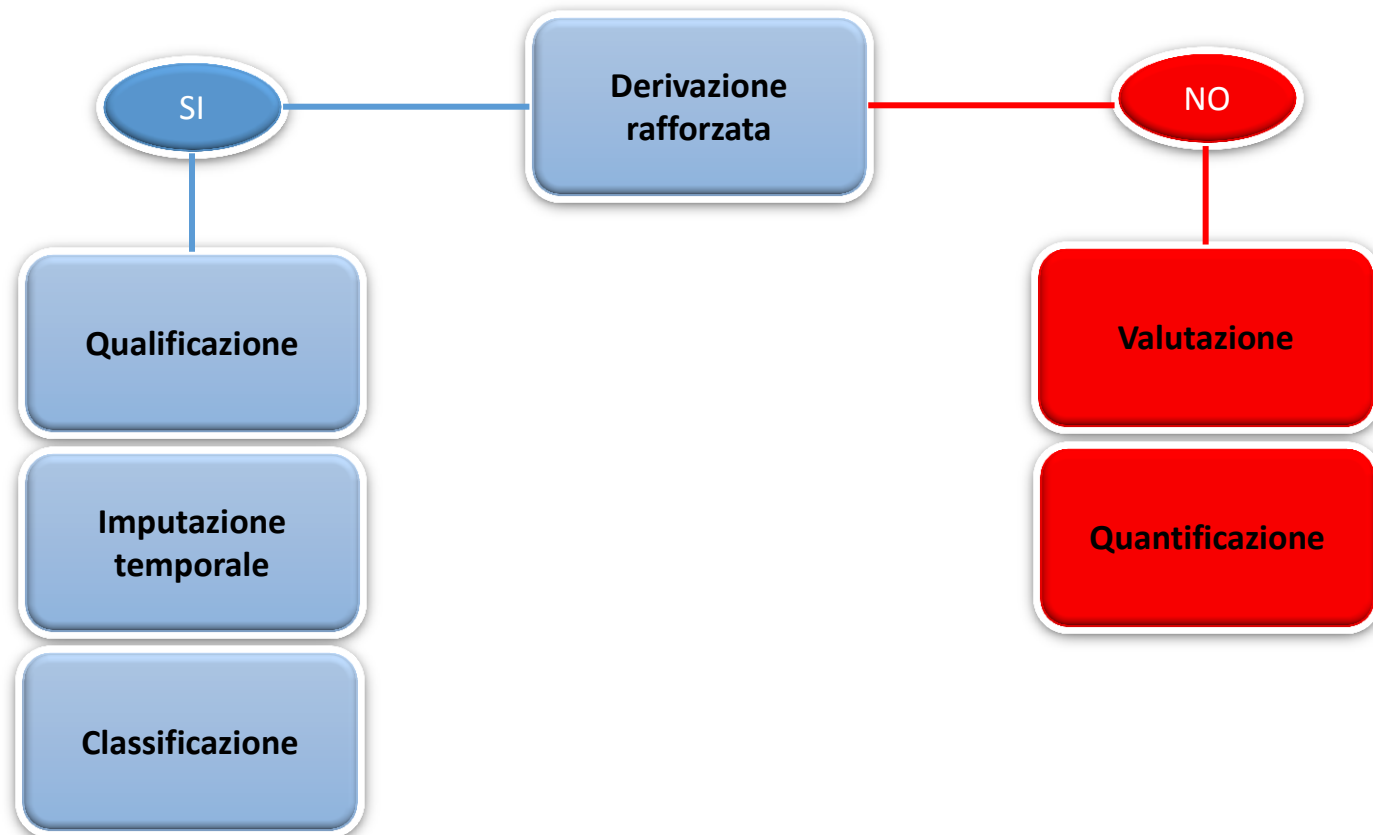 Derivazione
rafforzata
SI
NO
Qualificazione
Imputazione
temporale
Classificazione
Valutazione
Quantificazione